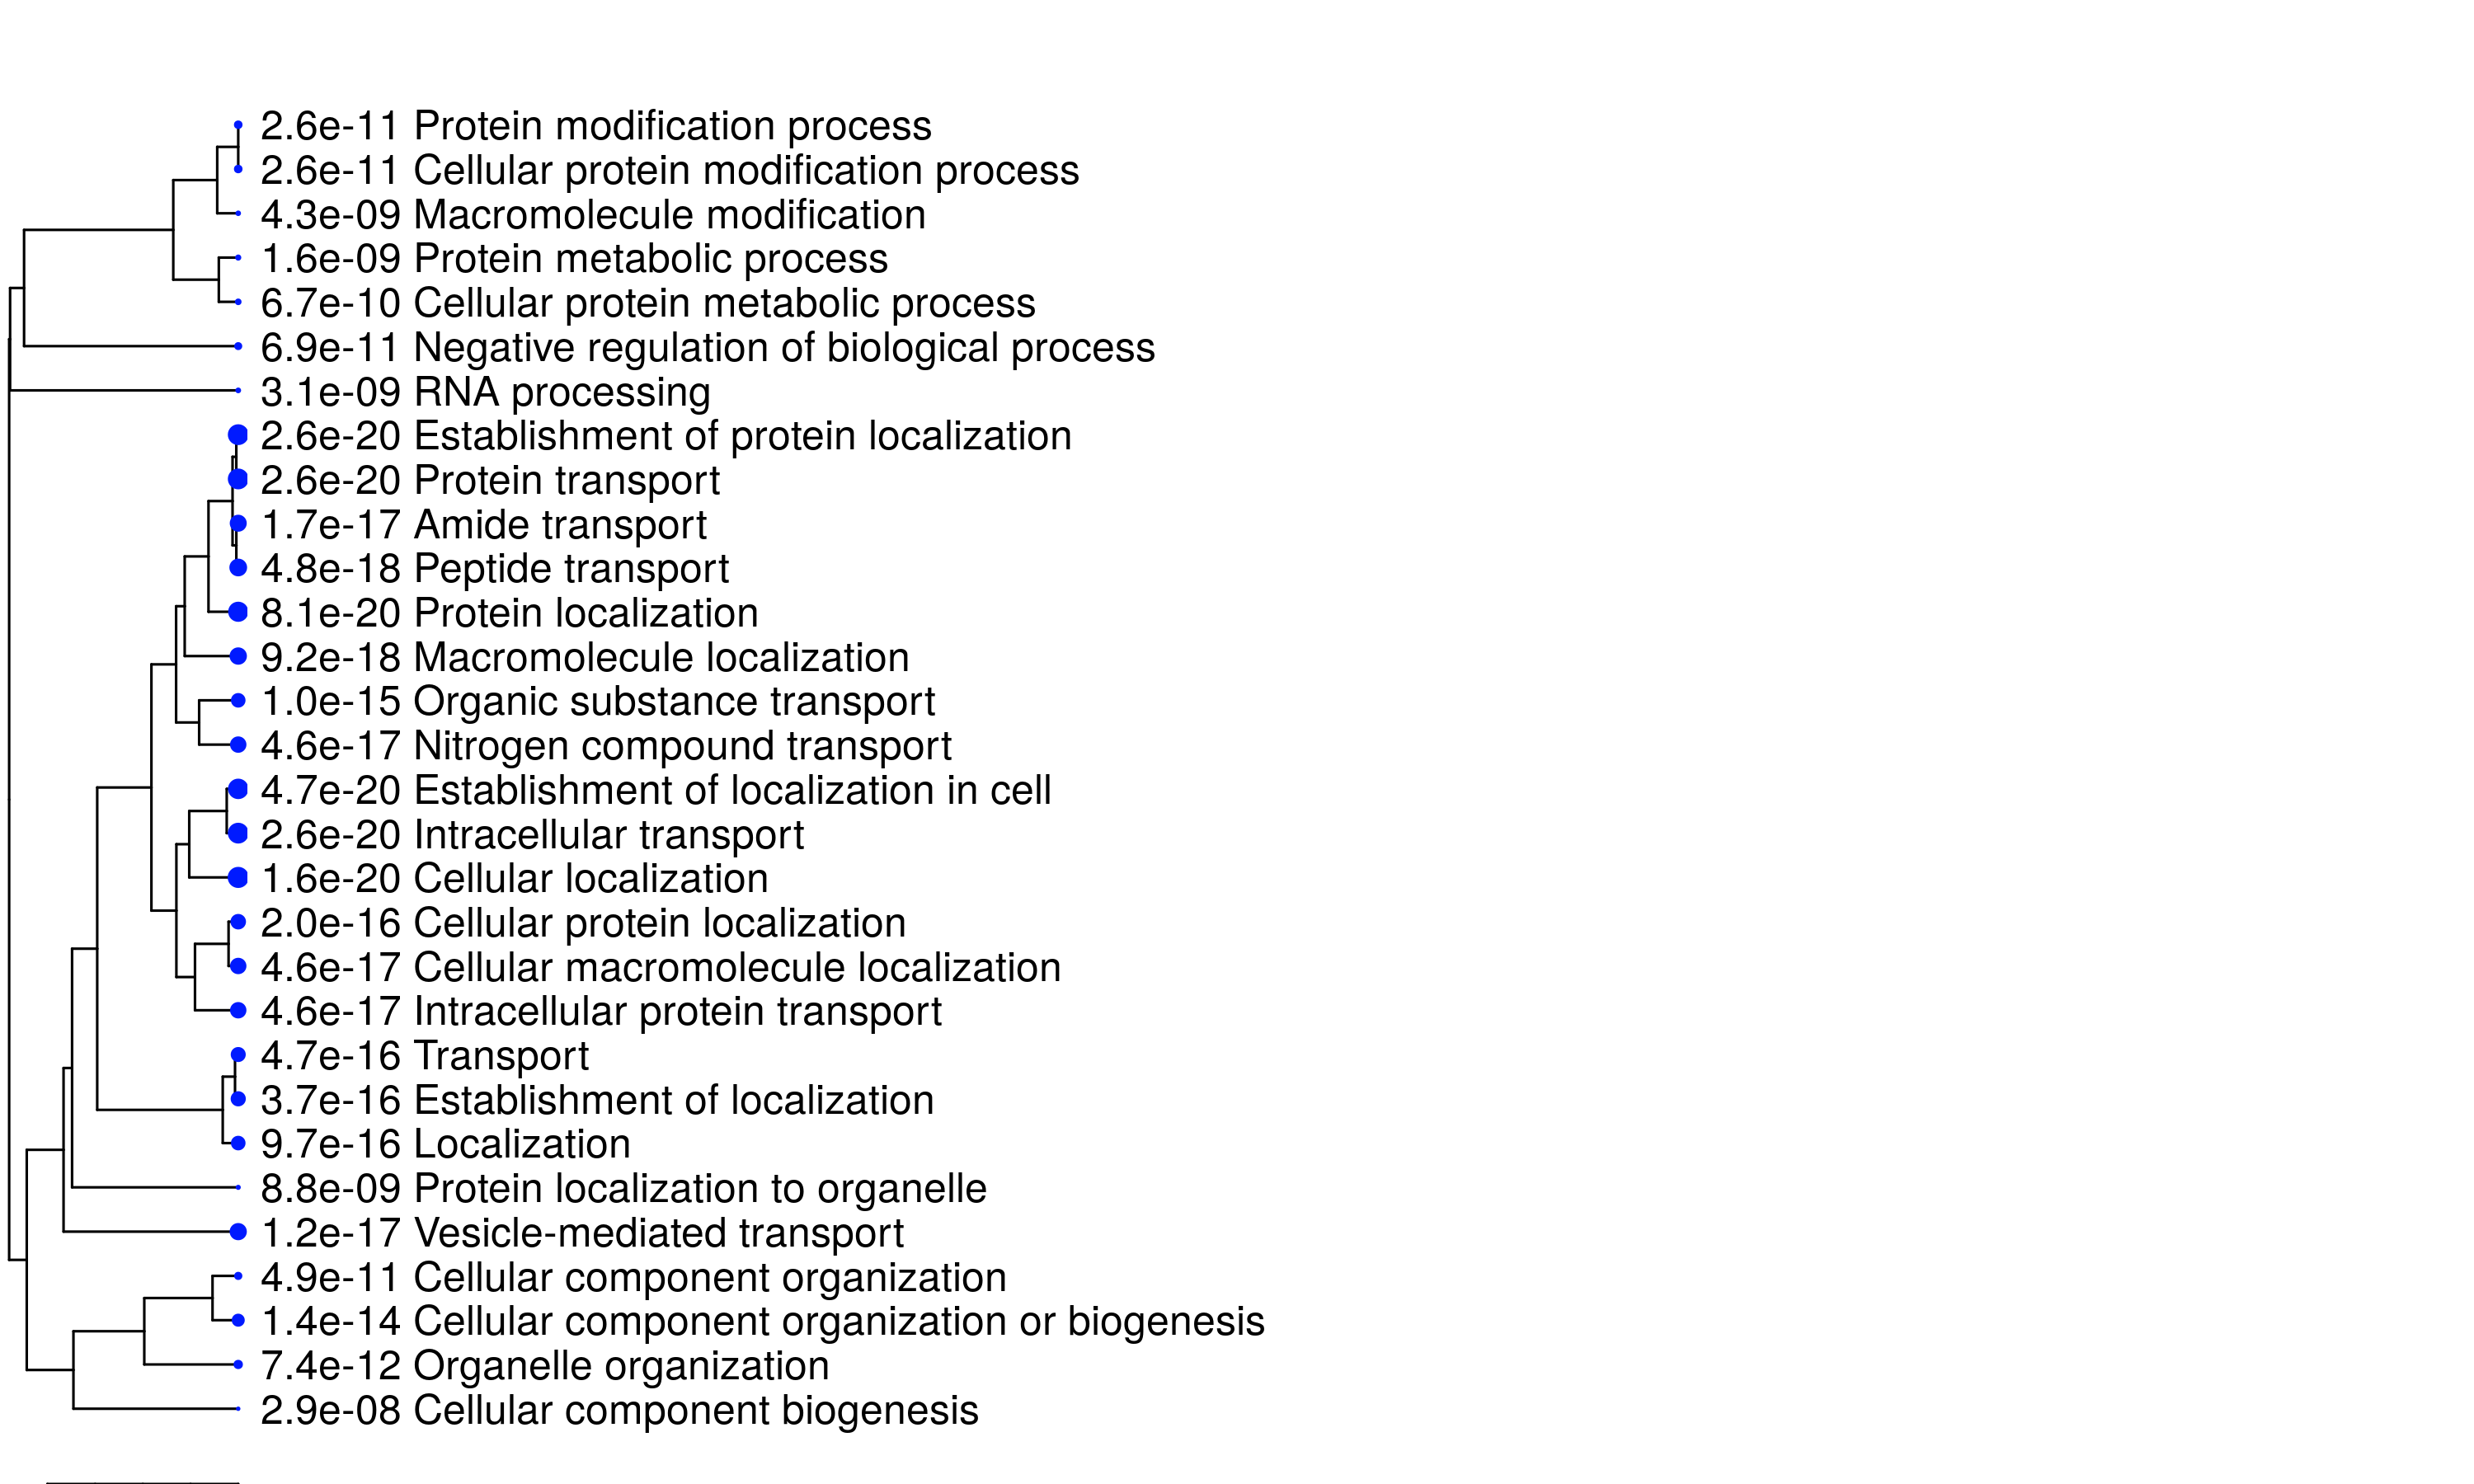 2.6e-11 Protein modification process
2.6e-11 Cellular protein modification process
4.3e-09 Macromolecule modification
1.6e-09 Protein metabolic process
6.7e-10 Cellular protein metabolic process
6.9e-11 Negative regulation of biological process
3.1e-09 RNA processing
2.6e-20 Establishment of protein localization
2.6e-20 Protein transport
1.7e-17 Amide transport
4.8e-18 Peptide transport
8.1e-20 Protein localization
9.2e-18 Macromolecule localization
1.0e-15 Organic substance transport
4.6e-17 Nitrogen compound transport
4.7e-20 Establishment of localization in cell
2.6e-20 Intracellular transport
1.6e-20 Cellular localization
2.0e-16 Cellular protein localization
4.6e-17 Cellular macromolecule localization
4.6e-17 Intracellular protein transport
4.7e-16 Transport
3.7e-16 Establishment of localization
9.7e-16 Localization
8.8e-09 Protein localization to organelle
1.2e-17 Vesicle-mediated transport
4.9e-11 Cellular component organization
1.4e-14 Cellular component organization or biogenesis
7.4e-12 Organelle organization
2.9e-08 Cellular component biogenesis